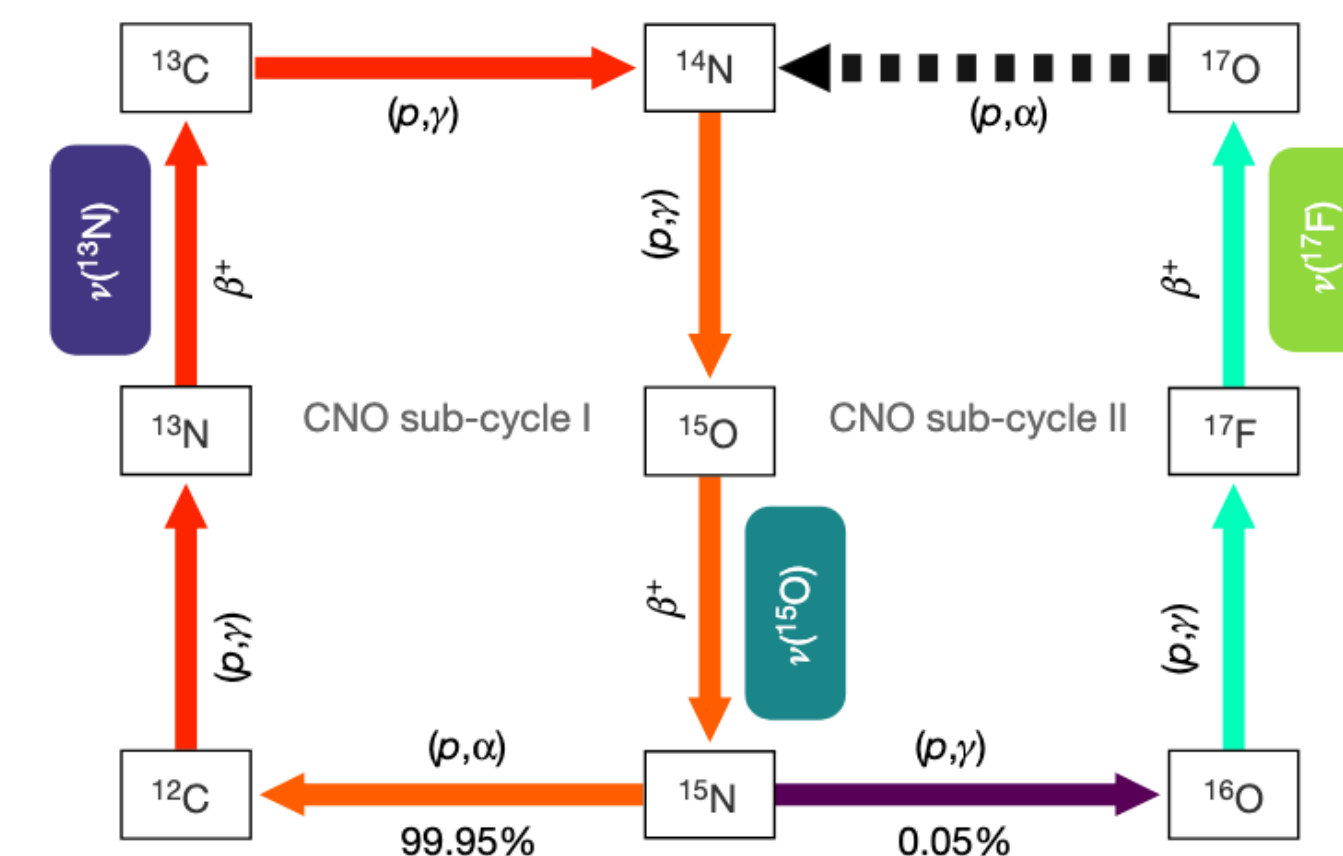 ¹³C
¹⁴N
¹⁷O
(p,γ)
(p,α)
ν(¹³N)
β⁺
(p,γ)
β⁺
ν(¹⁷F)
¹³N
CNO sub-cycle I
¹⁵O
CNO sub-cycle II
¹⁷F
(p,γ)
β⁺
ν(¹⁵O)
(p,γ)
(p,α)
(p,γ)
¹²C
¹⁵N
¹⁶O
99.95%
0.05%